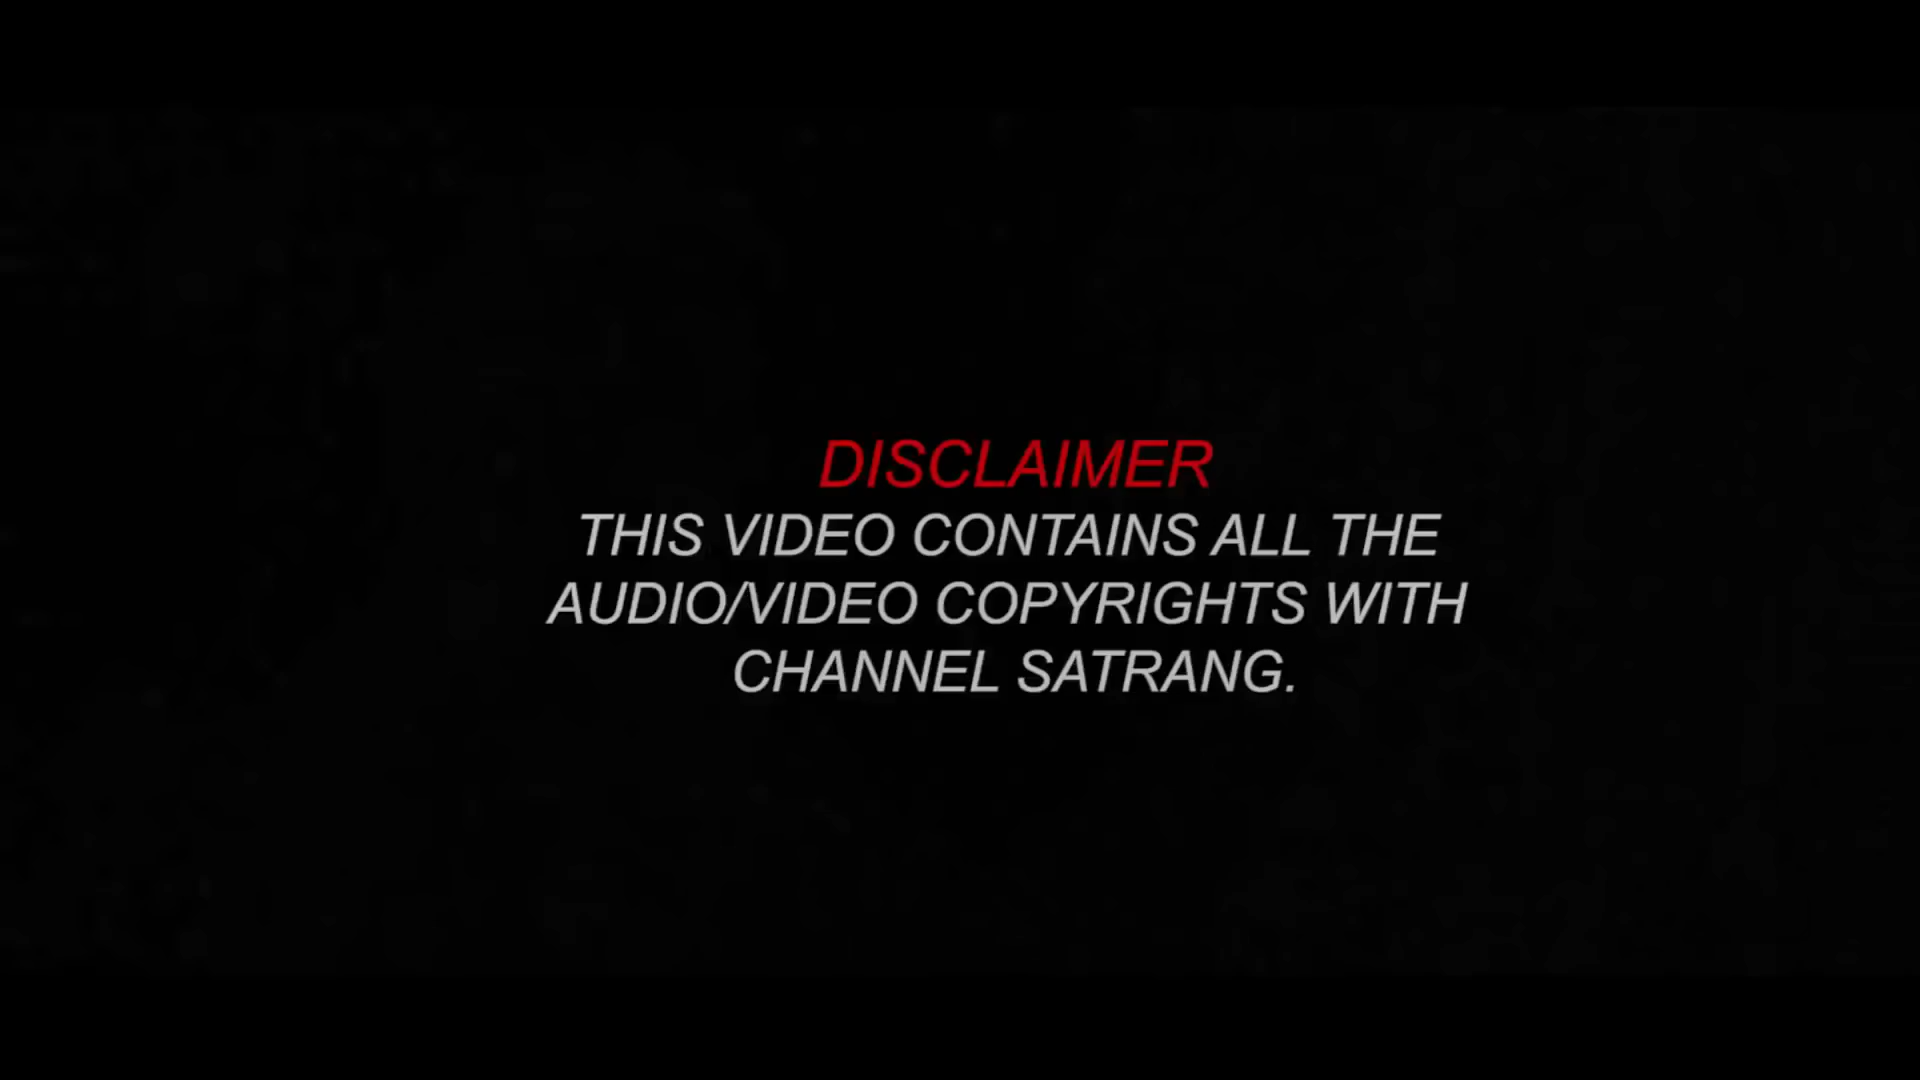 DISCLAIMER
THIS VIDEO CONTAINS ALL THE
AUDIO/VIDEO COPYRIGHTS WITH
CHANNEL SATRANG.